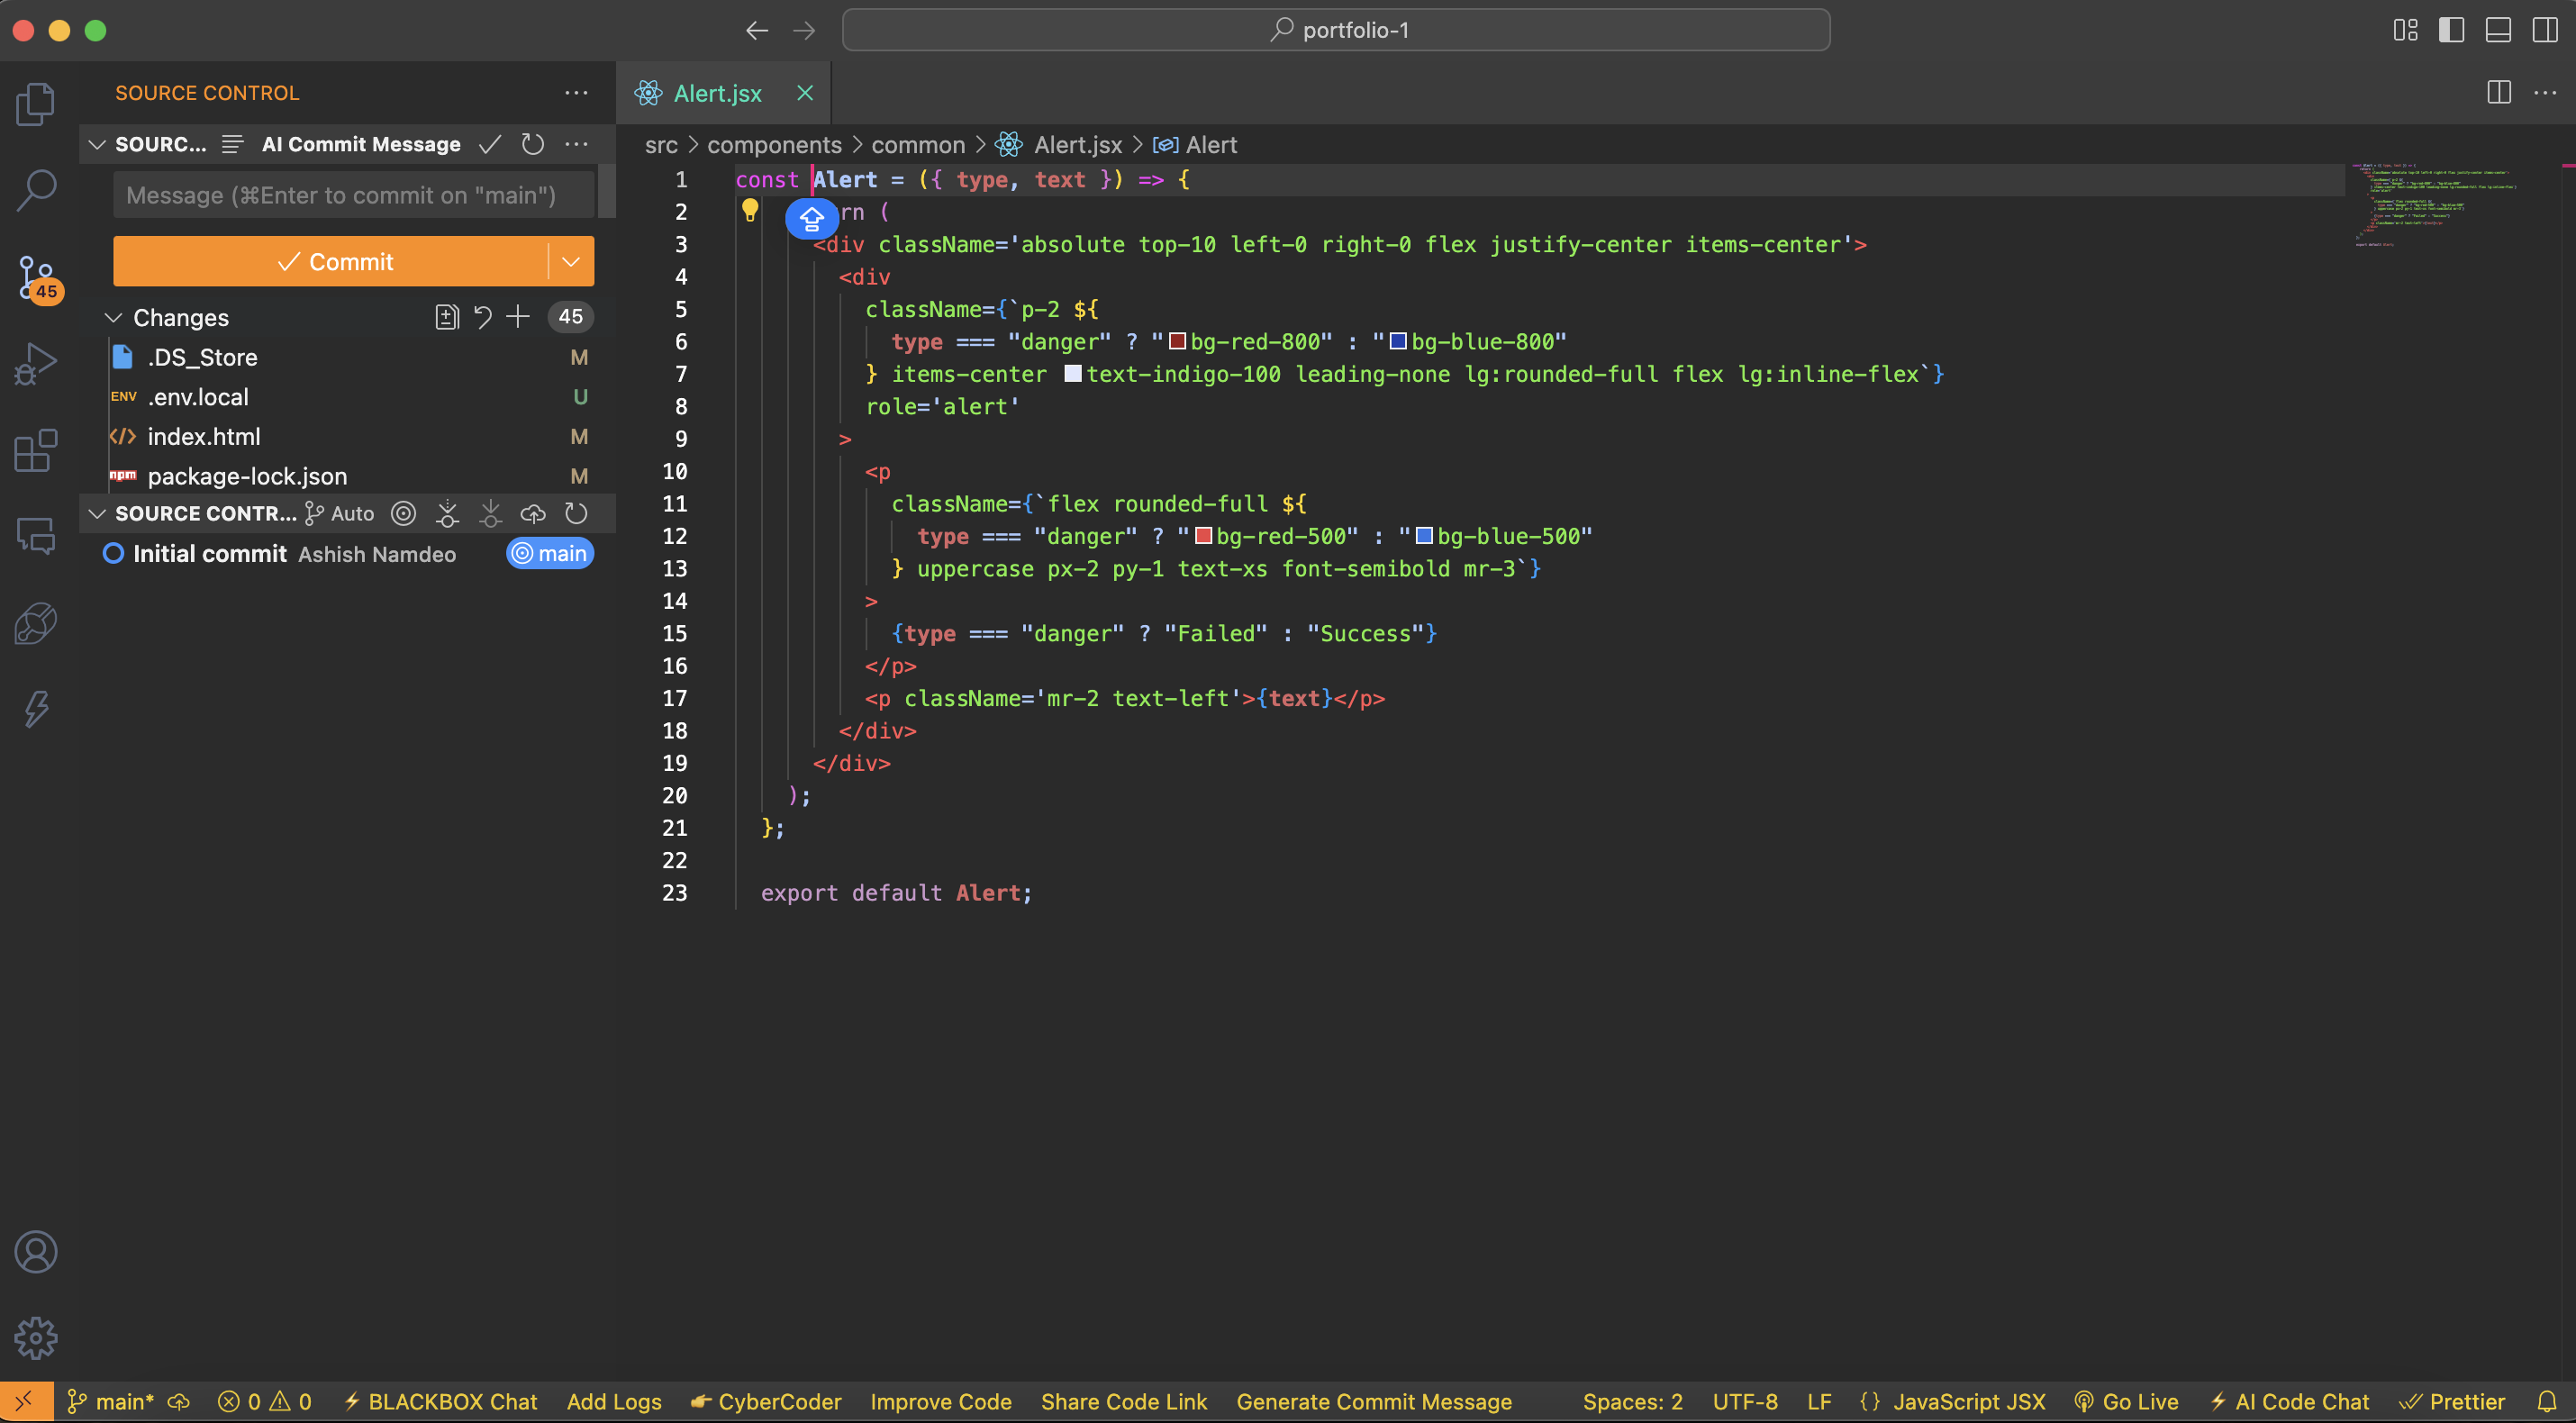 portfolio-1
SOURCE CONTROL
SOURC... AI Commit Message
Message (⌘Enter to commit on "main")
Commit
45
Changes 45
.DS_Store M
ENV .env.local U
</> index.html M
npm package-lock.json M
SOURCE CONTR... Auto
Initial commit Ashish Namdeo main
Alert.jsx
src > components > common > Alert.jsx > Alert
1 const Alert = ({ type, text }) => {
2 rn (
3 <div className='absolute top-10 left-0 right-0 flex justify-center items-center'>
4 <div
5 className={`p-2 ${
6 type === "danger" ? "bg-red-800" : "bg-blue-800"
7 } items-center text-indigo-100 leading-none lg:rounded-full flex lg:inline-flex`}
8 role='alert'
9 >
10 <p
11 className={`flex rounded-full ${
12 type === "danger" ? "bg-red-500" : "bg-blue-500"
13 } uppercase px-2 py-1 text-xs font-semibold mr-3`}
14 >
15 {type === "danger" ? "Failed" : "Success"}
16 </p>
17 <p className='mr-2 text-left'>{text}</p>
18 </div>
19 </div>
20 );
21 };
22
23 export default Alert;
main* 0 0 BLACKBOX Chat Add Logs CyberCoder Improve Code Share Code Link Generate Commit Message Spaces: 2 UTF-8 LF {} JavaScript JSX Go Live AI Code Chat Prettier